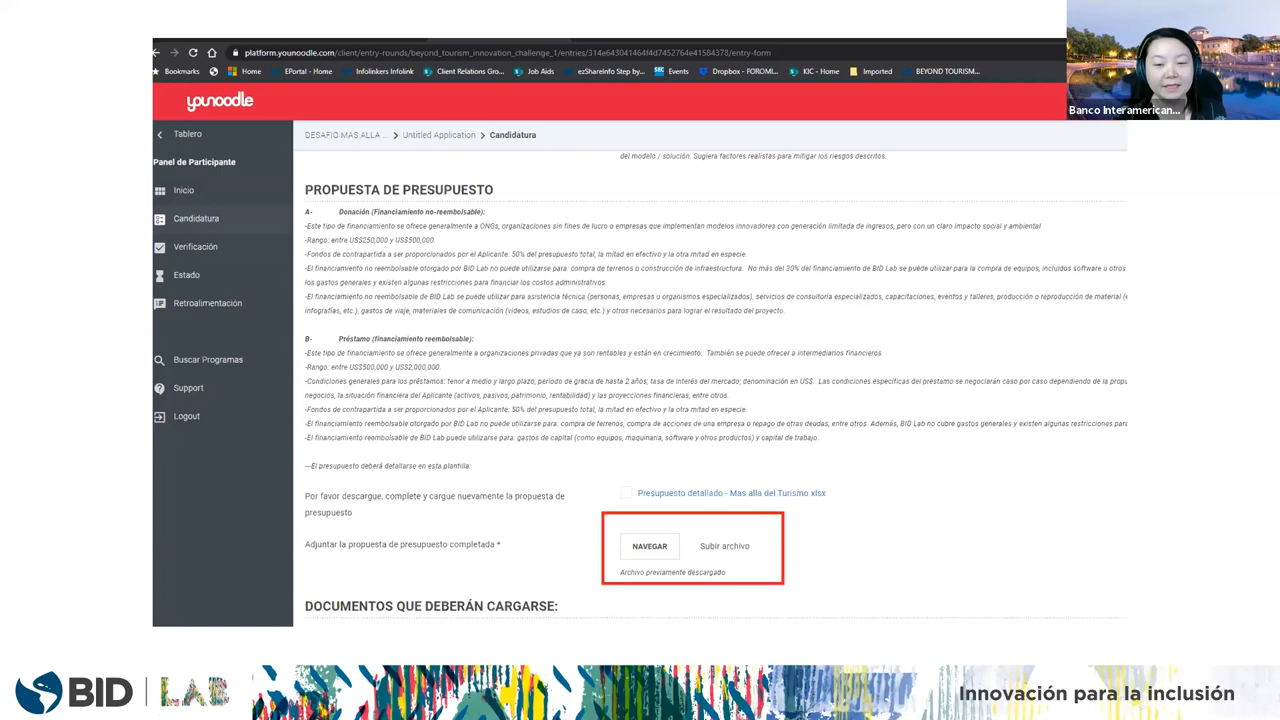 platform.younoodle.com/client/entry-rounds/beyond_tourism_innovation_challenge_1/entries/314e643041464f4d7452764e41584378/entry-form
Bookmarks Home EPortal - Home Infolinkers Infolink Client Relations Gro... Job Aids ezShareInfo Step by... SEC Events Dropbox - FOROMI... KIC - Home Imported BEYOND TOURISM...
Banco Interamerican...
younoodle
Tablero
DESAFIO MAS ALLA ... > Untitled Application > Candidatura
Panel de Participante
Inicio
Candidatura
Verificación
Estado
Retroalimentación
Buscar Programas
Support
Logout
del modelo / solución. Sugiera factores realistas para mitigar los riesgos descritos.
PROPUESTA DE PRESUPUESTO
A- Donación (Financiamiento no-reembolsable):
-Este tipo de financiamiento se ofrece generalmente a ONGs, organizaciones sin fines de lucro o empresas que implementan modelos innovadores con generación limitada de ingresos, pero con un claro impacto social y ambiental
-Rango: entre US$250,000 y US$500,000.
-Fondos de contrapartida a ser proporcionados por el Aplicante: 50% del presupuesto total, la mitad en efectivo y la otra mitad en especie.
-El financiamiento no reembolsable otorgado por BID Lab no puede utilizarse para: compra de terrenos o construcción de infraestructura. No más del 30% del financiamiento de BID Lab se puede utilizar para la compra de equipos, incluidos software u otros
los gastos generales y existen algunas restricciones para financiar los costos administrativos.
-El financiamiento no reembolsable de BID Lab se puede utilizar para asistencia técnica (personas, empresas u organismos especializados), servicios de consultoría especializados, capacitaciones, eventos y talleres, producción o reproducción de material (e
infografías, etc.), gastos de viaje, materiales de comunicación (videos, estudios de caso, etc.) y otros necesarios para lograr el resultado del proyecto.
B- Préstamo (financiamiento reembolsable):
-Este tipo de financiamiento se ofrece generalmente a organizaciones privadas que ya son rentables y están en crecimiento. También se puede ofrecer a intermediarios financieros
-Rango: entre US$500,000 y US$2,000,000.
-Condiciones generales para los préstamos: tenor a medio y largo plazo, período de gracia de hasta 2 años; tasa de interés del mercado; denominación en US$. Las condiciones específicas del préstamo se negociarán caso por caso dependiendo de la propu
negocios, la situación financiera del Aplicante (activos, pasivos, patrimonio, rentabilidad) y las proyecciones financieras, entre otros.
-Fondos de contrapartida a ser proporcionados por el Aplicante: 50% del presupuesto total, la mitad en efectivo y la otra mitad en especie.
-El financiamiento reembolsable otorgado por BID Lab no puede utilizarse para: compra de terrenos, compra de acciones de una empresa o repago de otras deudas, entre otros Además, BID Lab no cubre gastos generales y existen algunas restricciones para
-El financiamiento reembolsable de BID Lab puede utilizarse para: gastos de capital (como equipos, maquinaria, software y otros productos) y capital de trabajo.
---El presupuesto deberá detallarse en esta plantilla:
Por favor descargue, complete y cargue nuevamente la propuesta de
presupuesto
Presupuesto detallado - Mas alla del Turismo xlsx
Adjuntar la propuesta de presupuesto completada *
NAVEGAR Subir archivo
Archivo previamente descargado
DOCUMENTOS QUE DEBERÁN CARGARSE:
BID LAB
Innovación para la inclusión